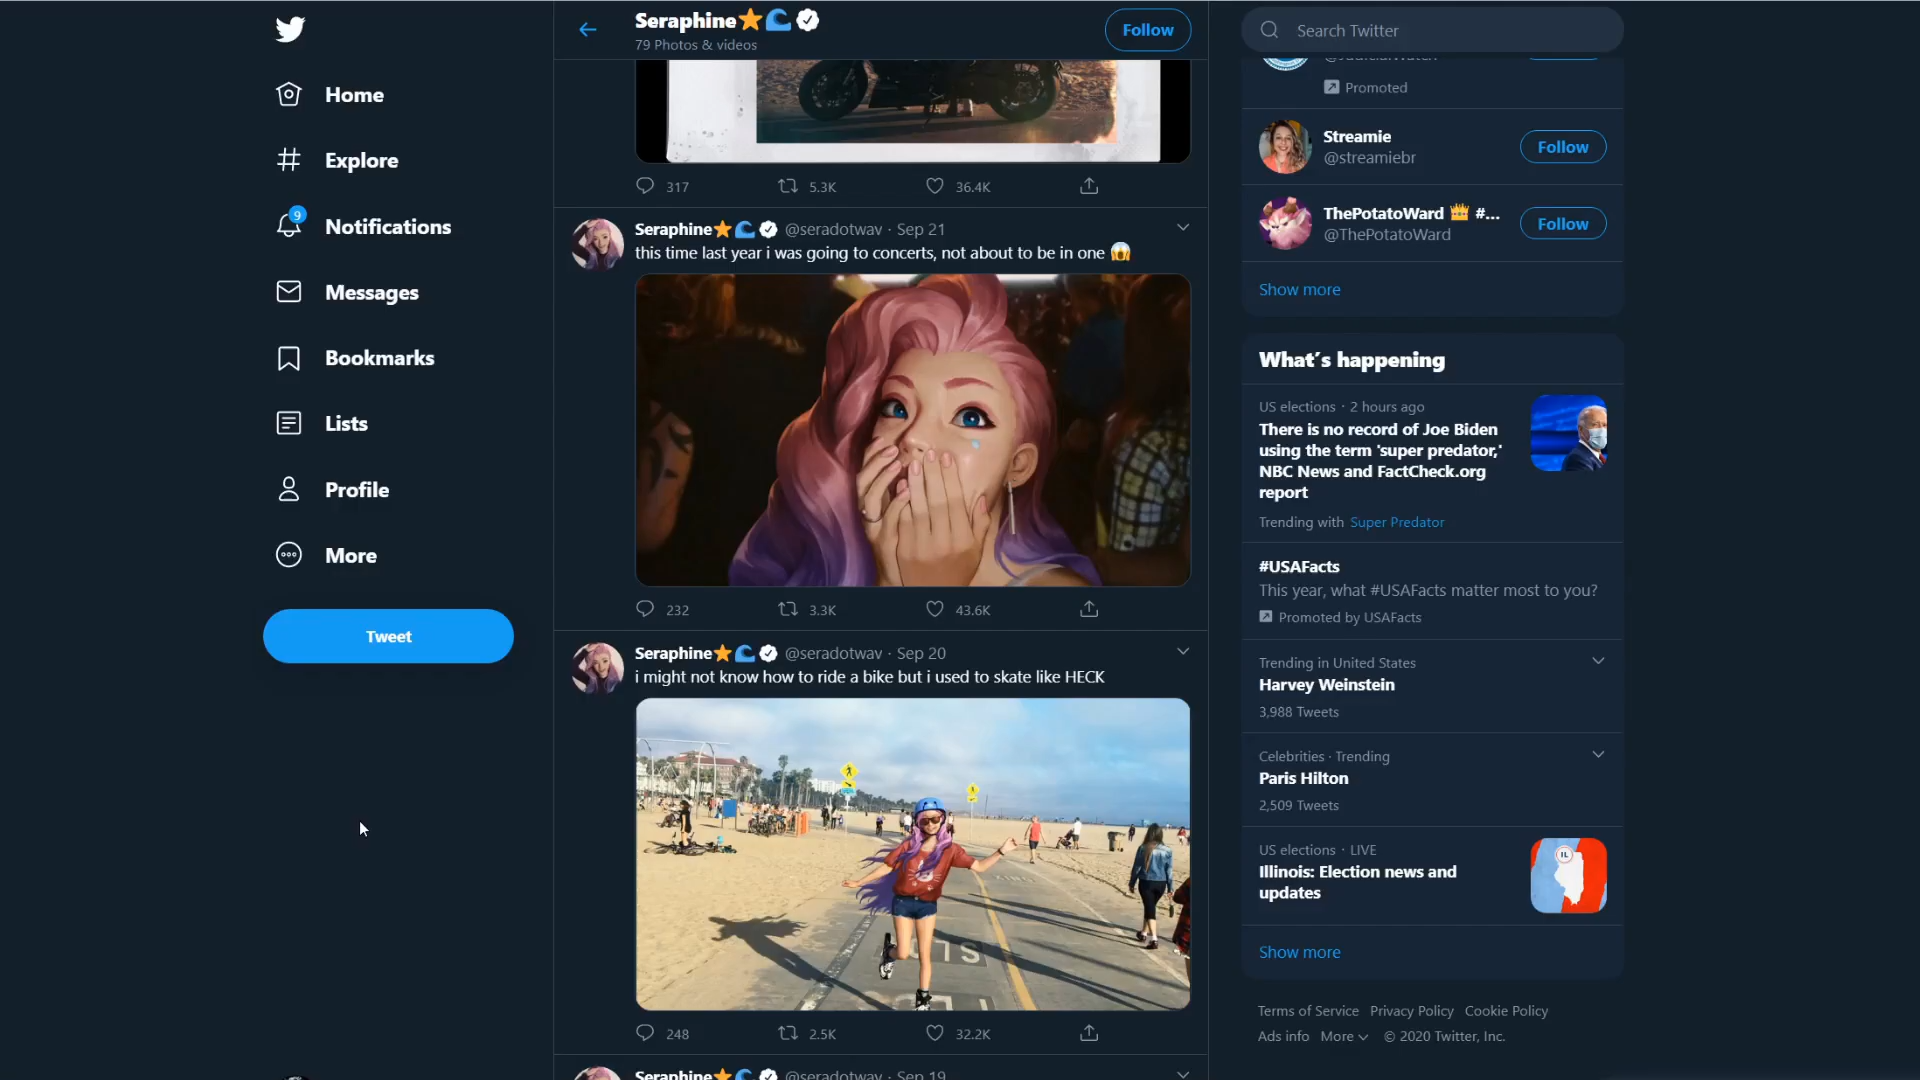 Home
Explore
9
Notifications
Messages
Bookmarks
Lists
Profile
More
Tweet
Seraphine
79 Photos & videos
Follow
317
5.3K
36.4K
Seraphine @seradotwav · Sep 21
this time last year i was going to concerts, not about to be in one 😱
232
3.3K
43.6K
Seraphine @seradotwav · Sep 20
i might not know how to ride a bike but i used to skate like HECK
248
2.5K
32.2K
Seraphine @seradotwav · Sep 19
Search Twitter
Promoted
Streamie
@streamiebr
Follow
ThePotatoWard 👑 #...
@ThePotatoWard
Follow
Show more
What's happening
US elections · 2 hours ago
There is no record of Joe Biden
using the term 'super predator,'
NBC News and FactCheck.org
report
Trending with Super Predator
#USAFacts
This year, what #USAFacts matter most to you?
Promoted by USAFacts
Trending in United States
Harvey Weinstein
3,988 Tweets
Celebrities · Trending
Paris Hilton
2,509 Tweets
US elections · LIVE
Illinois: Election news and
updates
IL
Show more
Terms of Service Privacy Policy Cookie Policy
Ads info More © 2020 Twitter, Inc.